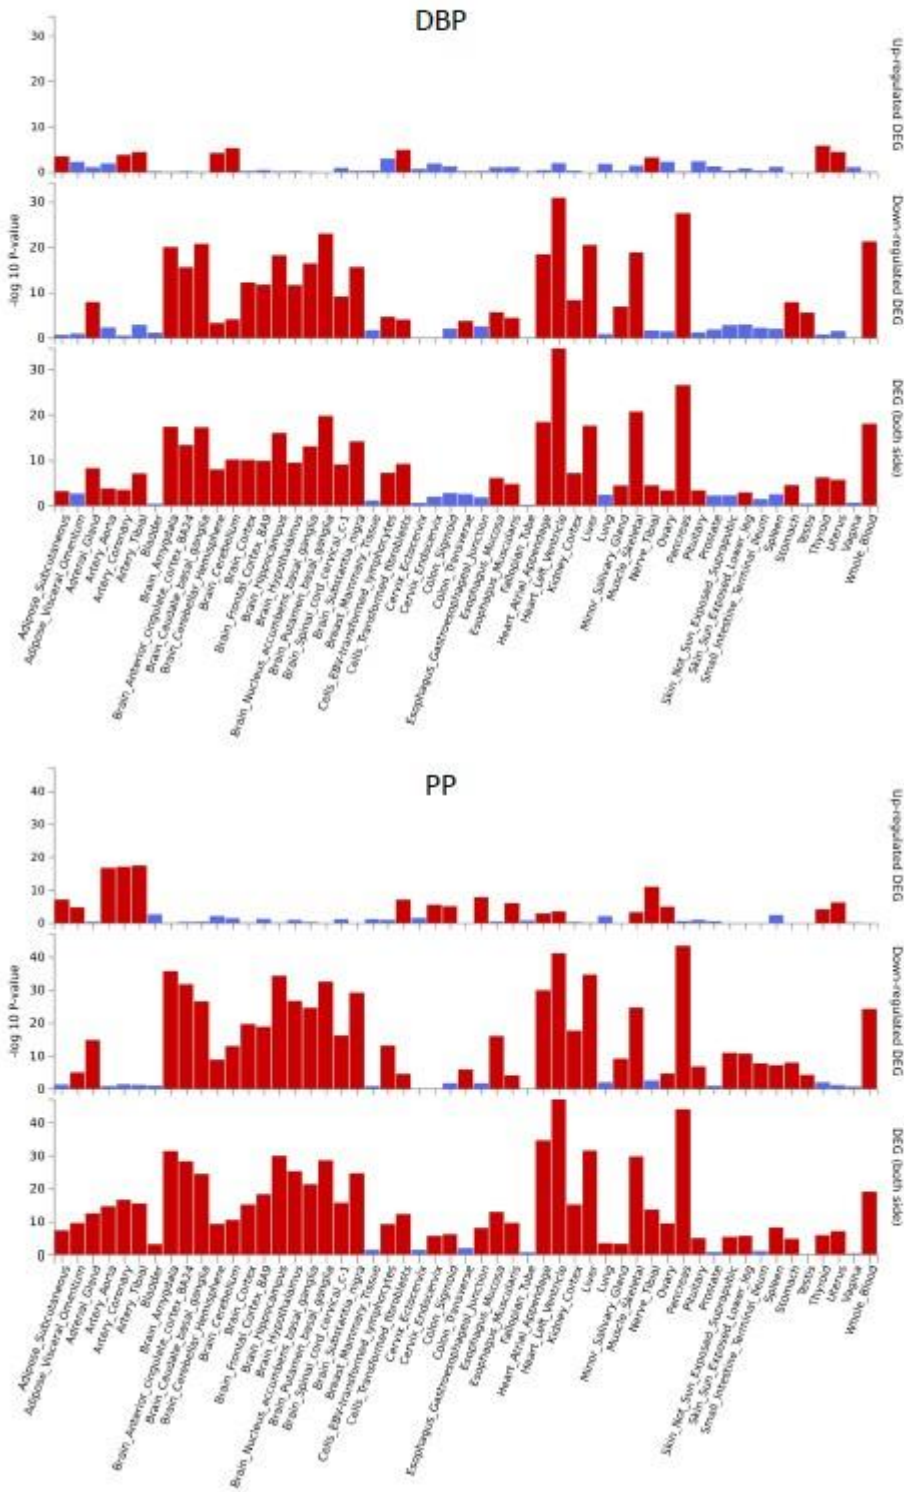 DBP
30
20
10
0
Up-regulated DEG
30
20
10
0
Down-regulated DEG
-log 10 P-value
30
20
10
0
DEG (both side)
Adipose_Subcutaneous
Adipose_Visceral_Omentum
Adrenal_Gland
Artery_Aorta
Artery_Coronary
Artery_Tibial
Bladder
Brain_Amygdala
Brain_Anterior_cingulate_cortex_BA24
Brain_Caudate_basal_ganglia
Brain_Cerebellar_Hemisphere
Brain_Cerebellum
Brain_Cortex
Brain_Frontal_Cortex_BA9
Brain_Hippocampus
Brain_Hypothalamus
Brain_Nucleus_accumbens_basal_ganglia
Brain_Putamen_basal_ganglia
Brain_Spinal_cord_cervical_c-1
Brain_Substantia_nigra
Breast_Mammary_Tissue
Cells_EBV-transformed_lymphocytes
Cells_Transformed_fibroblasts
Cervix_Ectocervix
Cervix_Endocervix
Colon_Sigmoid
Colon_Transverse
Esophagus_Gastroesophageal_Junction
Esophagus_Mucosa
Esophagus_Muscularis
Fallopian_Tube
Heart_Atrial_Appendage
Heart_Left_Ventricle
Kidney_Cortex
Liver
Lung
Minor_Salivary_Gland
Muscle_Skeletal
Nerve_Tibial
Ovary
Pancreas
Pituitary
Prostate
Skin_Not_Sun_Exposed_Suprapubic
Skin_Sun_Exposed_Lower_leg
Small_Intestine_Terminal_Ileum
Spleen
Stomach
Testis
Thyroid
Uterus
Vagina
Whole_Blood
PP
40
30
20
10
0
Up-regulated DEG
40
30
20
10
0
Down-regulated DEG
-log 10 P-value
40
30
20
10
0
DEG (both side)
Adipose_Subcutaneous
Adipose_Visceral_Omentum
Adrenal_Gland
Artery_Aorta
Artery_Coronary
Artery_Tibial
Bladder
Brain_Amygdala
Brain_Anterior_cingulate_cortex_BA24
Brain_Caudate_basal_ganglia
Brain_Cerebellar_Hemisphere
Brain_Cerebellum
Brain_Cortex
Brain_Frontal_Cortex_BA9
Brain_Hippocampus
Brain_Hypothalamus
Brain_Nucleus_accumbens_basal_ganglia
Brain_Putamen_basal_ganglia
Brain_Spinal_cord_cervical_c-1
Brain_Substantia_nigra
Breast_Mammary_Tissue
Cells_EBV-transformed_lymphocytes
Cells_Transformed_fibroblasts
Cervix_Ectocervix
Cervix_Endocervix
Colon_Sigmoid
Colon_Transverse
Esophagus_Gastroesophageal_Junction
Esophagus_Mucosa
Esophagus_Muscularis
Fallopian_Tube
Heart_Atrial_Appendage
Heart_Left_Ventricle
Kidney_Cortex
Liver
Lung
Minor_Salivary_Gland
Muscle_Skeletal
Nerve_Tibial
Ovary
Pancreas
Pituitary
Prostate
Skin_Not_Sun_Exposed_Suprapubic
Skin_Sun_Exposed_Lower_leg
Small_Intestine_Terminal_Ileum
Spleen
Stomach
Testis
Thyroid
Uterus
Vagina
Whole_Blood